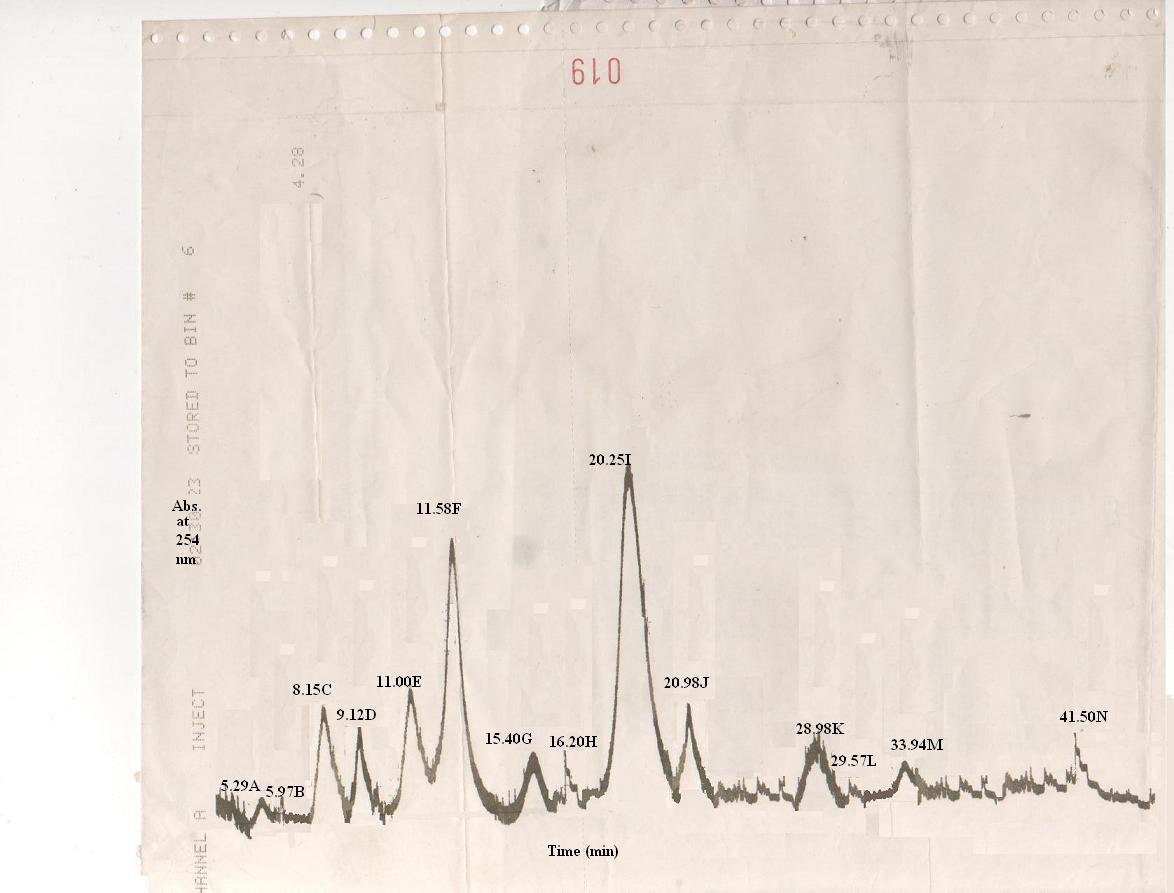 019
4.28
HANNEL A INJECT 23 STORED TO BIN # 6
Abs.
at
254
nm
20.25I
11.58F
11.00E
20.98J
8.15C
9.12D
41.50N
28.98K
15.40G
16.20H
33.94M
29.57L
5.29A
5.97B
Time (min)